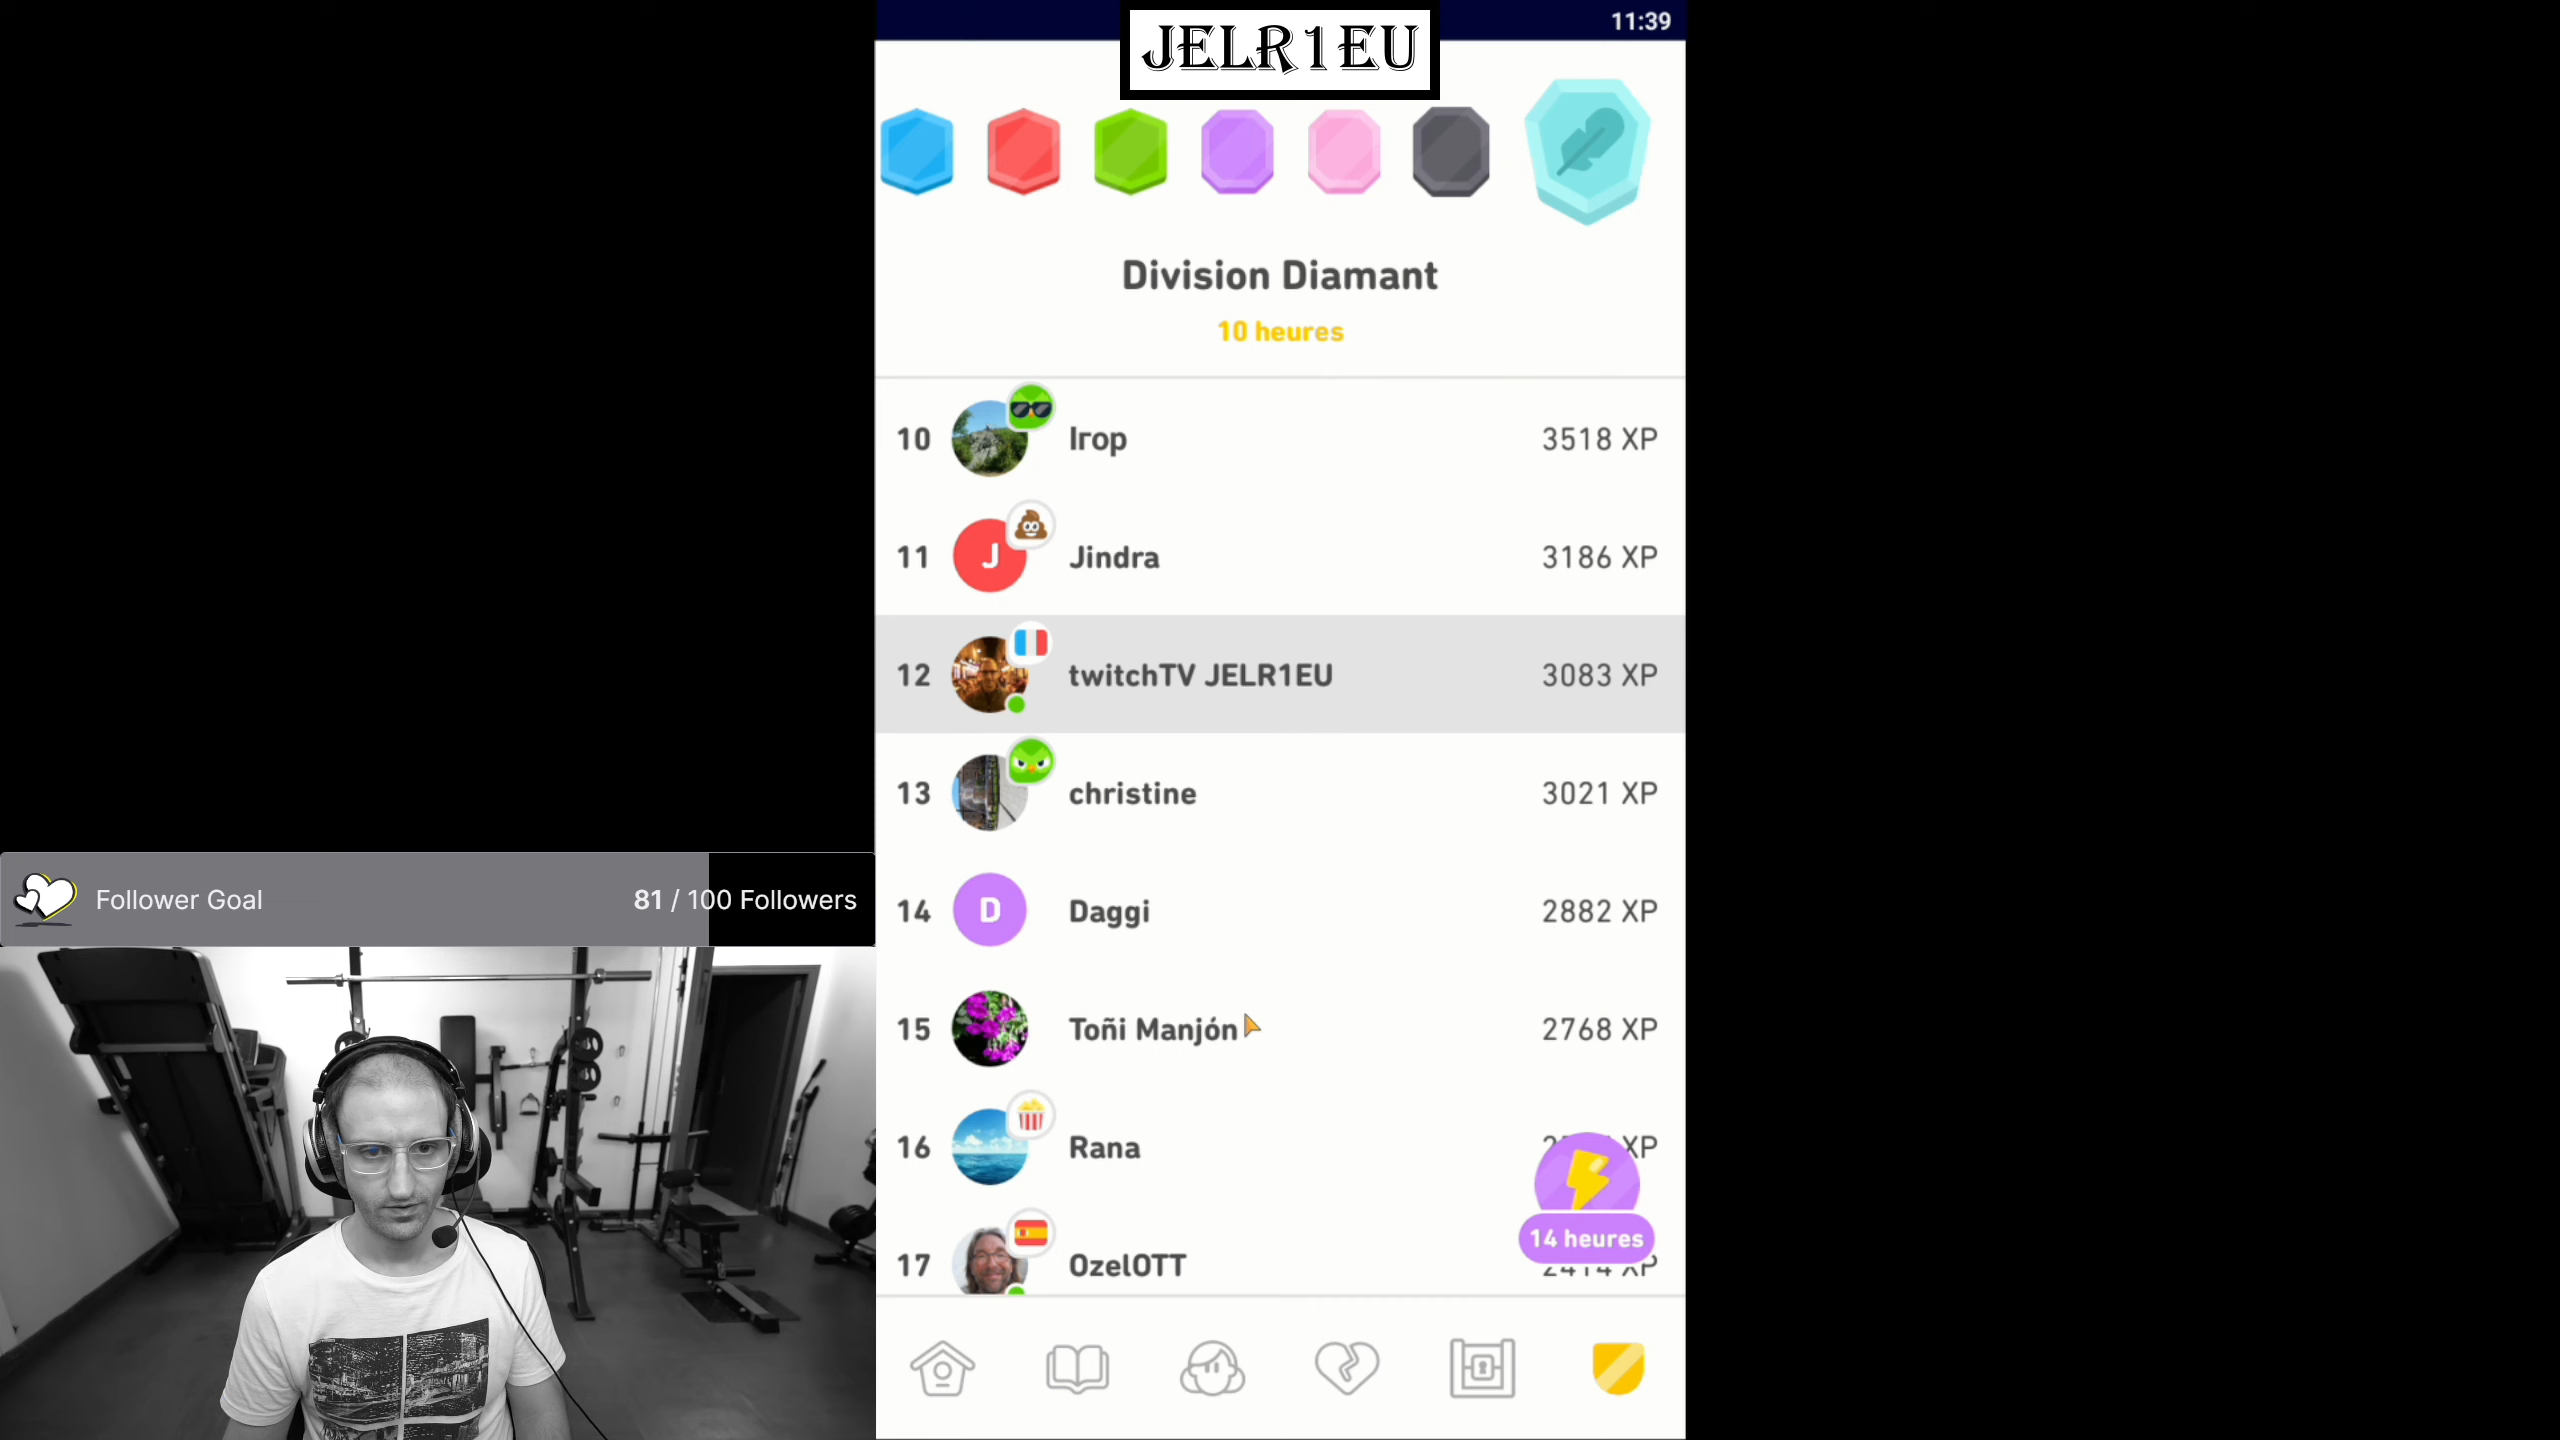 JELR1EU
11:39
Division Diamant
10 heures
10 Irop 3518 XP
11 J Jindra 3186 XP
12 twitchTV JELR1EU 3083 XP
13 christine 3021 XP
14 D Daggi 2882 XP
15 Toñi Manjón 2768 XP
16 Rana XP
17 OzelOTT XP
14 heures
Follower Goal 81 / 100 Followers